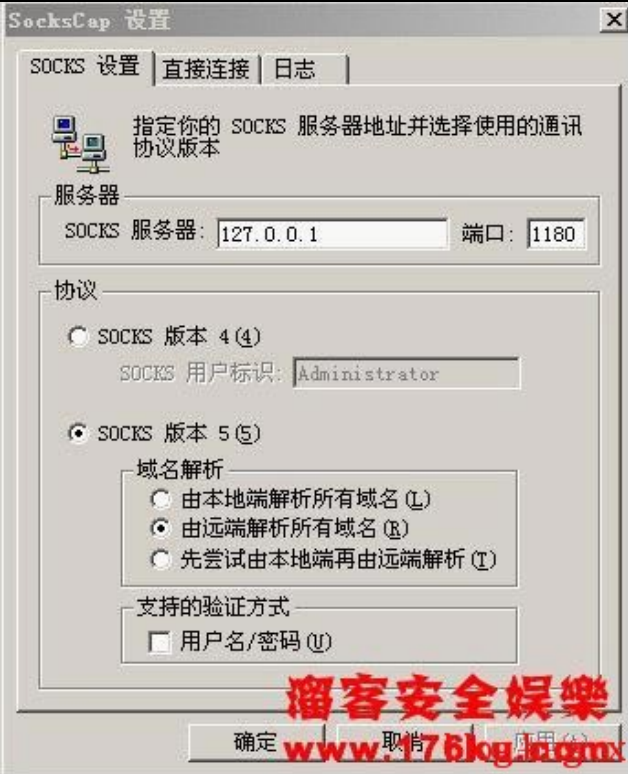 SocksCap 设置
SOCKS 设置 直接连接 日志
指定你的 SOCKS 服务器地址并选择使用的通讯
协议版本
服务器
SOCKS 服务器: 127.0.0.1 端口: 1180
协议
SOCKS 版本 4(4)
SOCKS 用户标识: Administrator
SOCKS 版本 5(5)
域名解析
由本地端解析所有域名(L)
由远端解析所有域名(R)
先尝试由本地端再由远端解析(T)
支持的验证方式
用户名/密码(U)
溜客安全娱樂
确定 取消